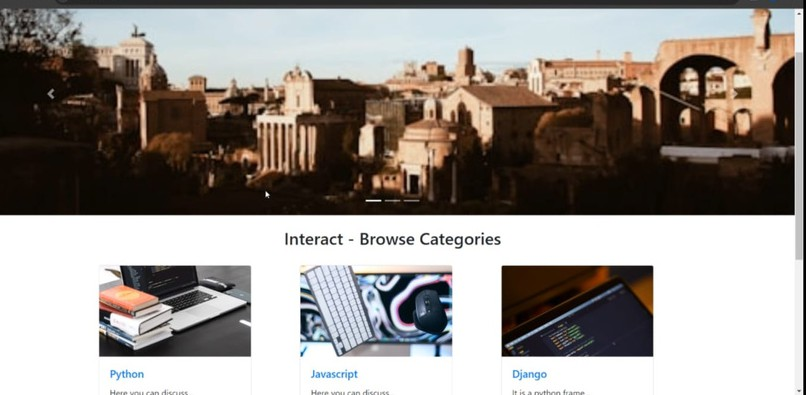 Interact - Browse Categories
Python
Javascript
Django
Here you can discuss
Here you can discuss
It is a python frame